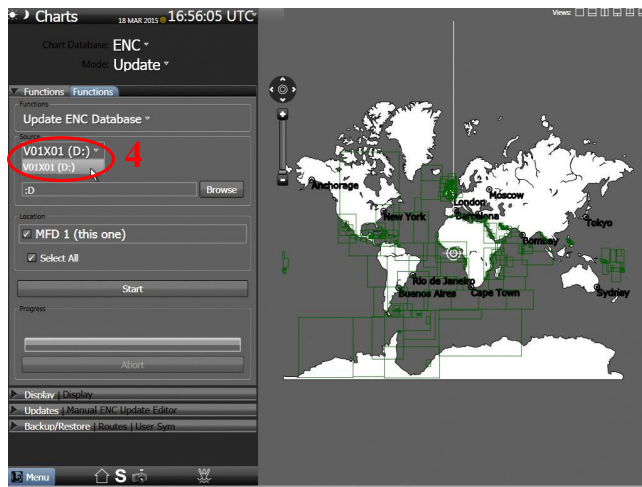 Charts 18 MAR 2015 16:56:05 UTC
Views:
Chart Database: ENC
Mode: Update
Functions Functions
Functions
Update ENC Database
Source
V01X01 (D:) 4
V01X01 (D:)
:D Browse
Location
MFD 1 (this one)
Select All
Start
Progress
Abort
Display | Display
Updates | Manual ENC Update Editor
Backup/Restore | Routes | User Sym
Menu S
Anchorage
Moscow
London
New York
Barcelona
Tokyo
Bombay
Rio de Janeiro
Buenos Aires
Cape Town
Sydney